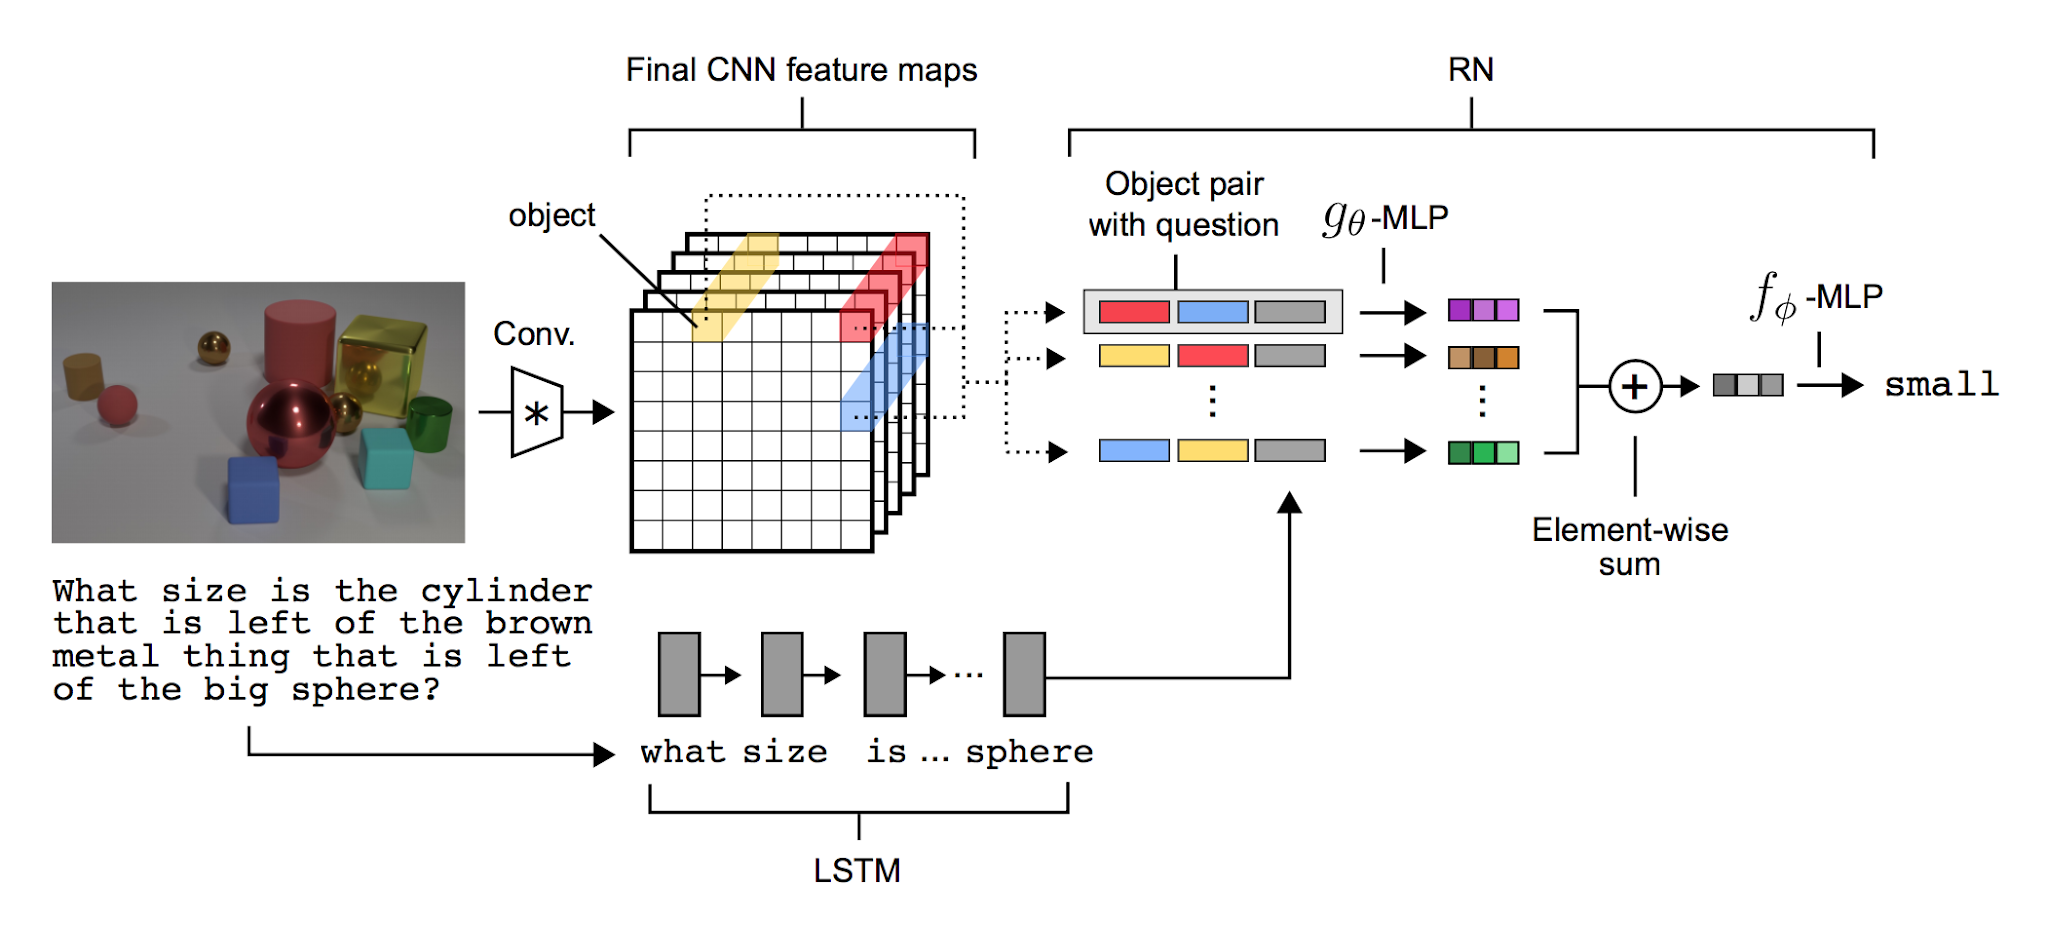 Final CNN feature maps
RN
object
Object pair
with question
gθ-MLP
fϕ-MLP
Conv.
*
+
small
Element-wise
sum
What size is the cylinder
that is left of the brown
metal thing that is left
of the big sphere?
...
what size is ... sphere
LSTM